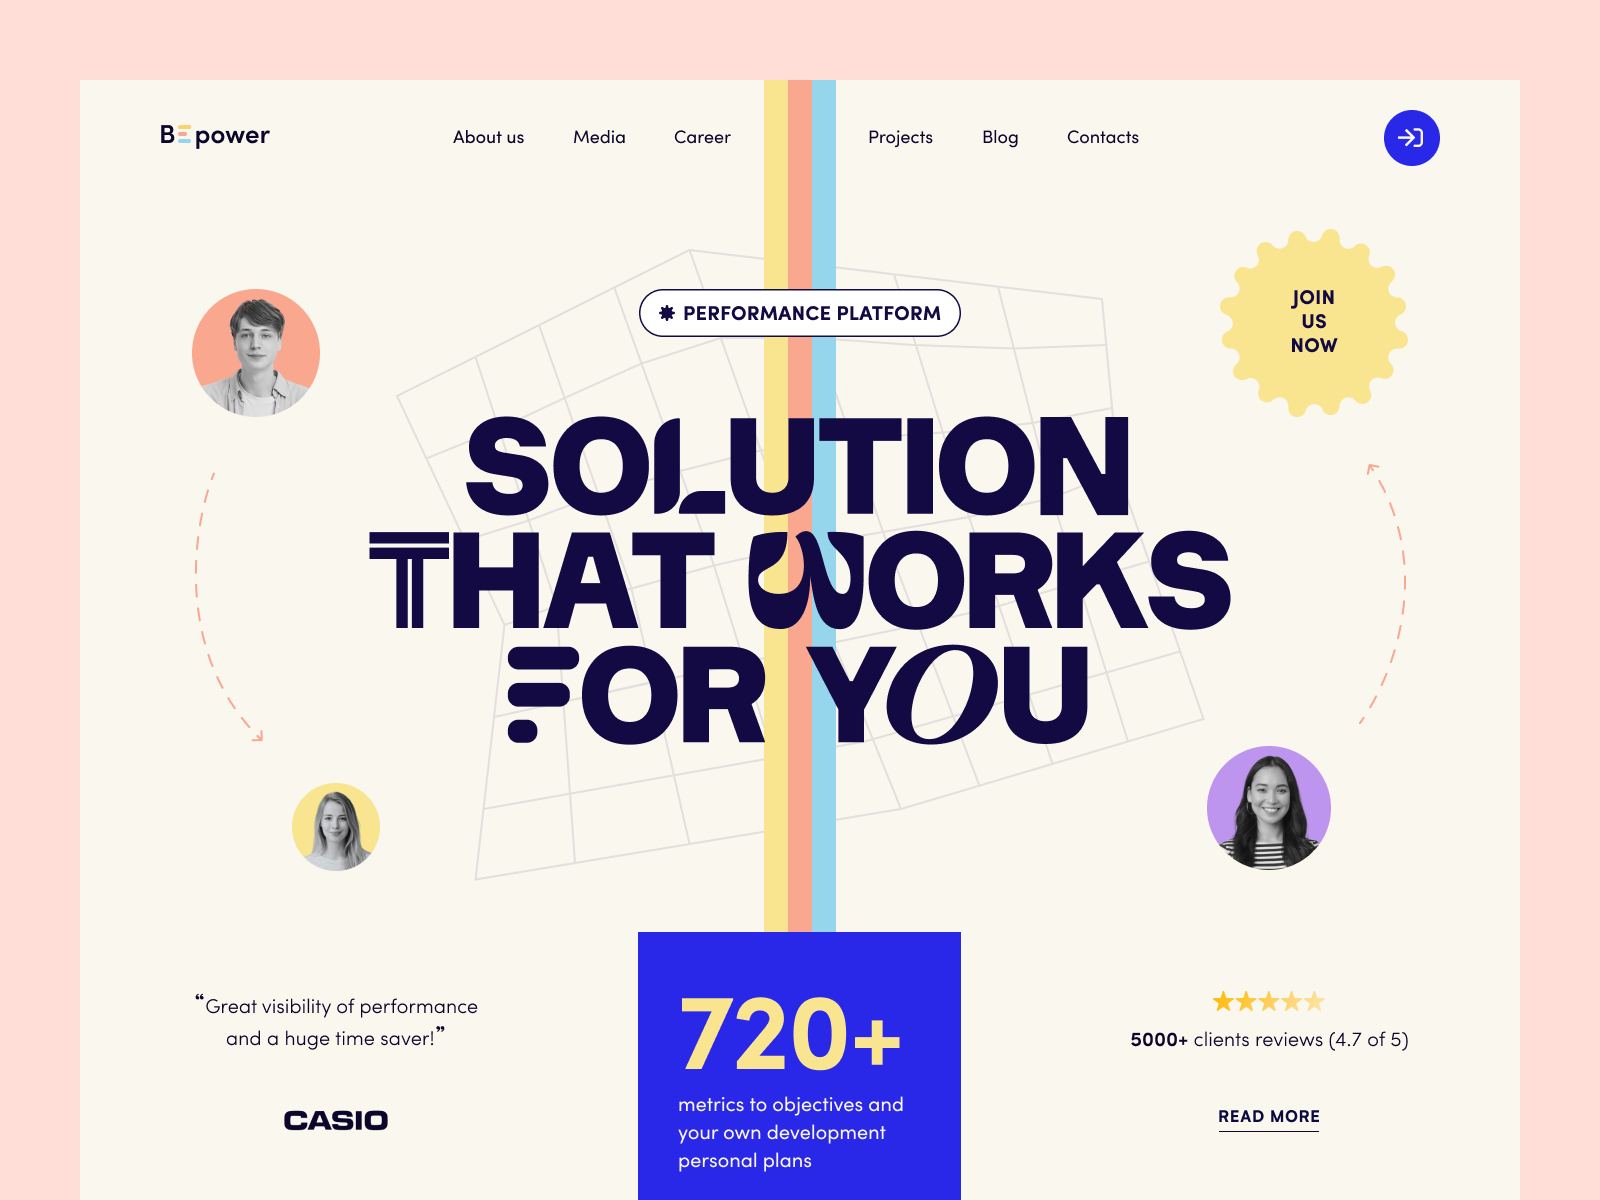 BEpower
About us
Media
Career
Projects
Blog
Contacts
PERFORMANCE PLATFORM
JOIN
US
NOW
SOLUTION
THAT WORKS
FOR YOU
“Great visibility of performance
and a huge time saver!”
CASIO
720+
metrics to objectives and
your own development
personal plans
5000+ clients reviews (4.7 of 5)
READ MORE